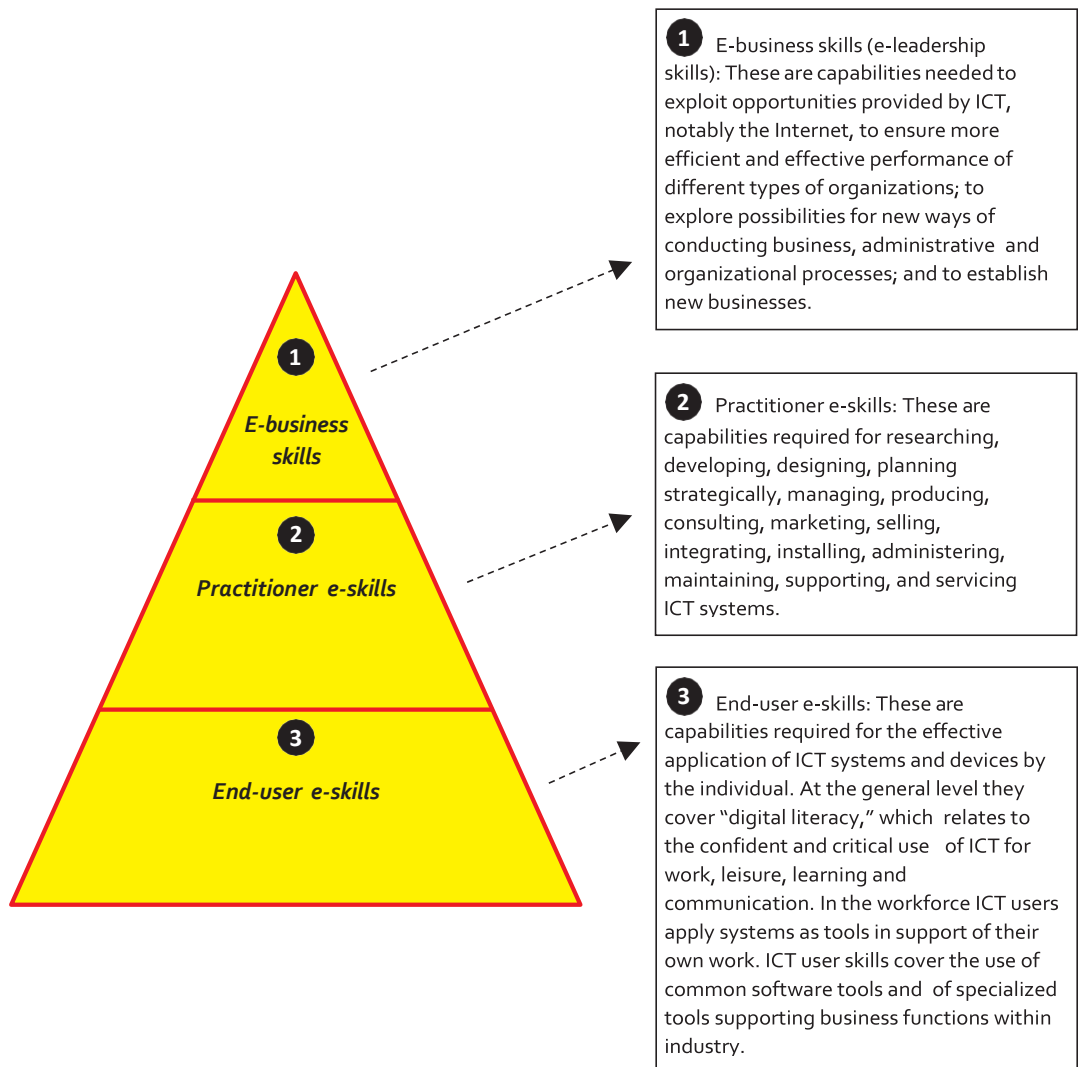 1
E-business
skills
2
Practitioner e-skills
3
End-user e-skills
1 E-business skills (e-leadership
skills): These are capabilities needed to
exploit opportunities provided by ICT,
notably the Internet, to ensure more
efficient and effective performance of
different types of organizations; to
explore possibilities for new ways of
conducting business, administrative and
organizational processes; and to establish
new businesses.
2 Practitioner e-skills: These are
capabilities required for researching,
developing, designing, planning
strategically, managing, producing,
consulting, marketing, selling,
integrating, installing, administering,
maintaining, supporting, and servicing
ICT systems.
3 End-user e-skills: These are
capabilities required for the effective
application of ICT systems and devices by
the individual. At the general level they
cover “digital literacy,” which relates to
the confident and critical use of ICT for
work, leisure, learning and
communication. In the workforce ICT users
apply systems as tools in support of their
own work. ICT user skills cover the use of
common software tools and of specialized
tools supporting business functions within
industry.